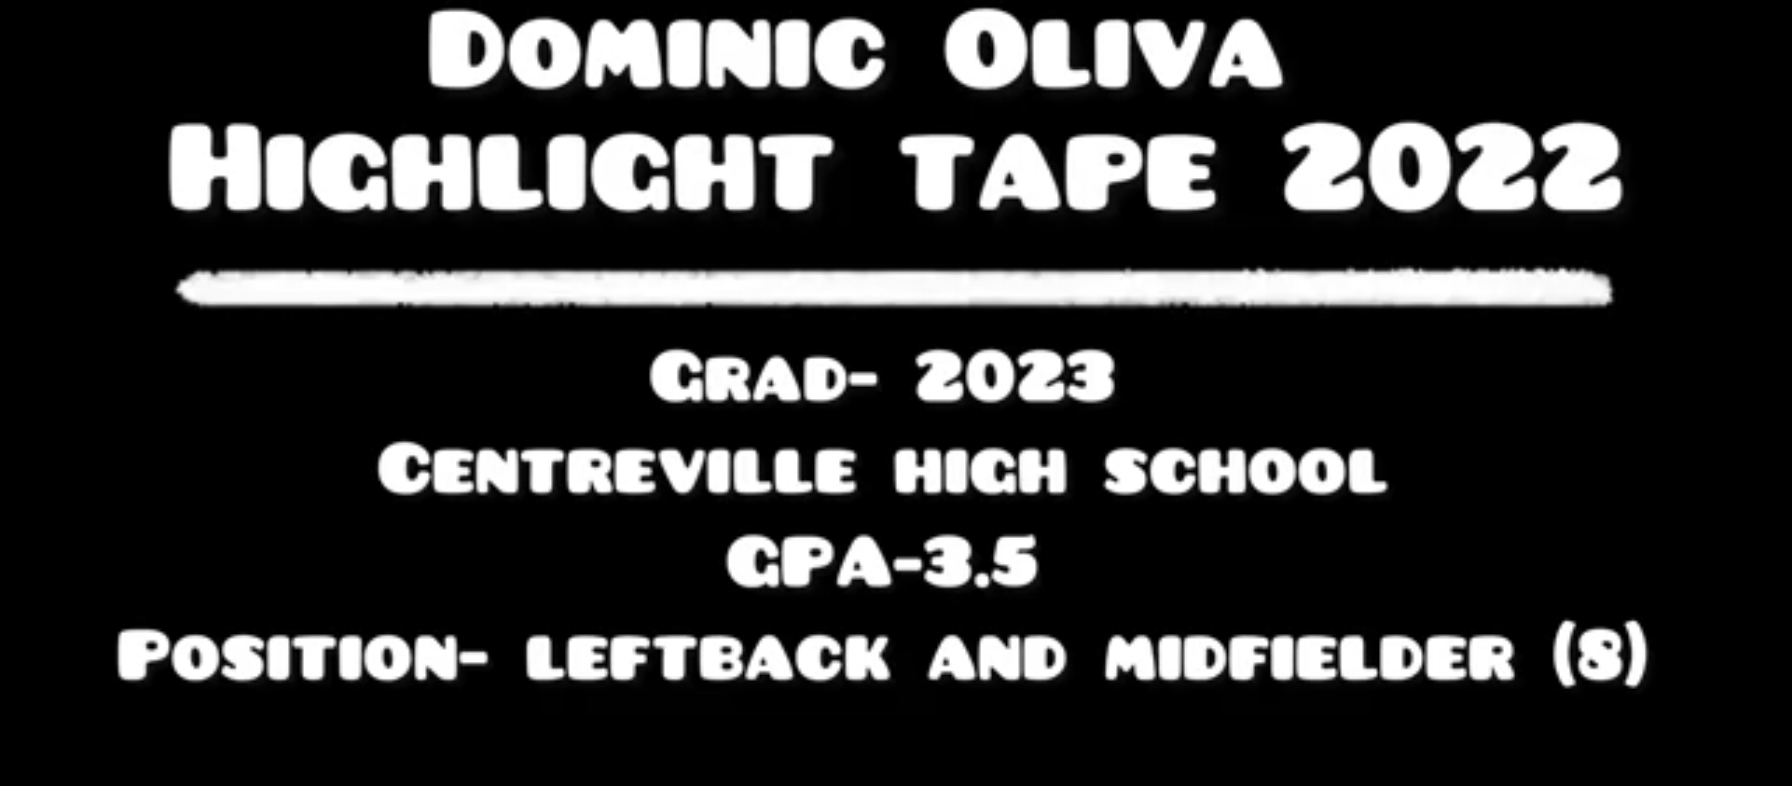 Dominic Oliva
Highlight tape 2022
Grad- 2023
Centreville high school
GPA-3.5
Position- leftback and midfielder (8)